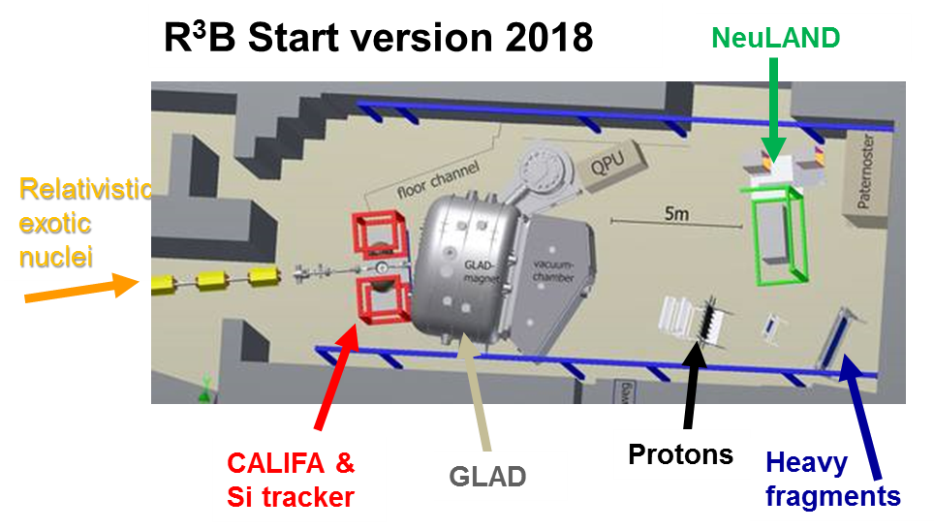 R³B Start version 2018
NeuLAND
Relativistic
exotic
nuclei
floor channel
QPU
Paternoster
5m
GLAD-
magnet
vacuum-
chamber
weg
CALIFA &
Si tracker
GLAD
Protons
Heavy
fragments